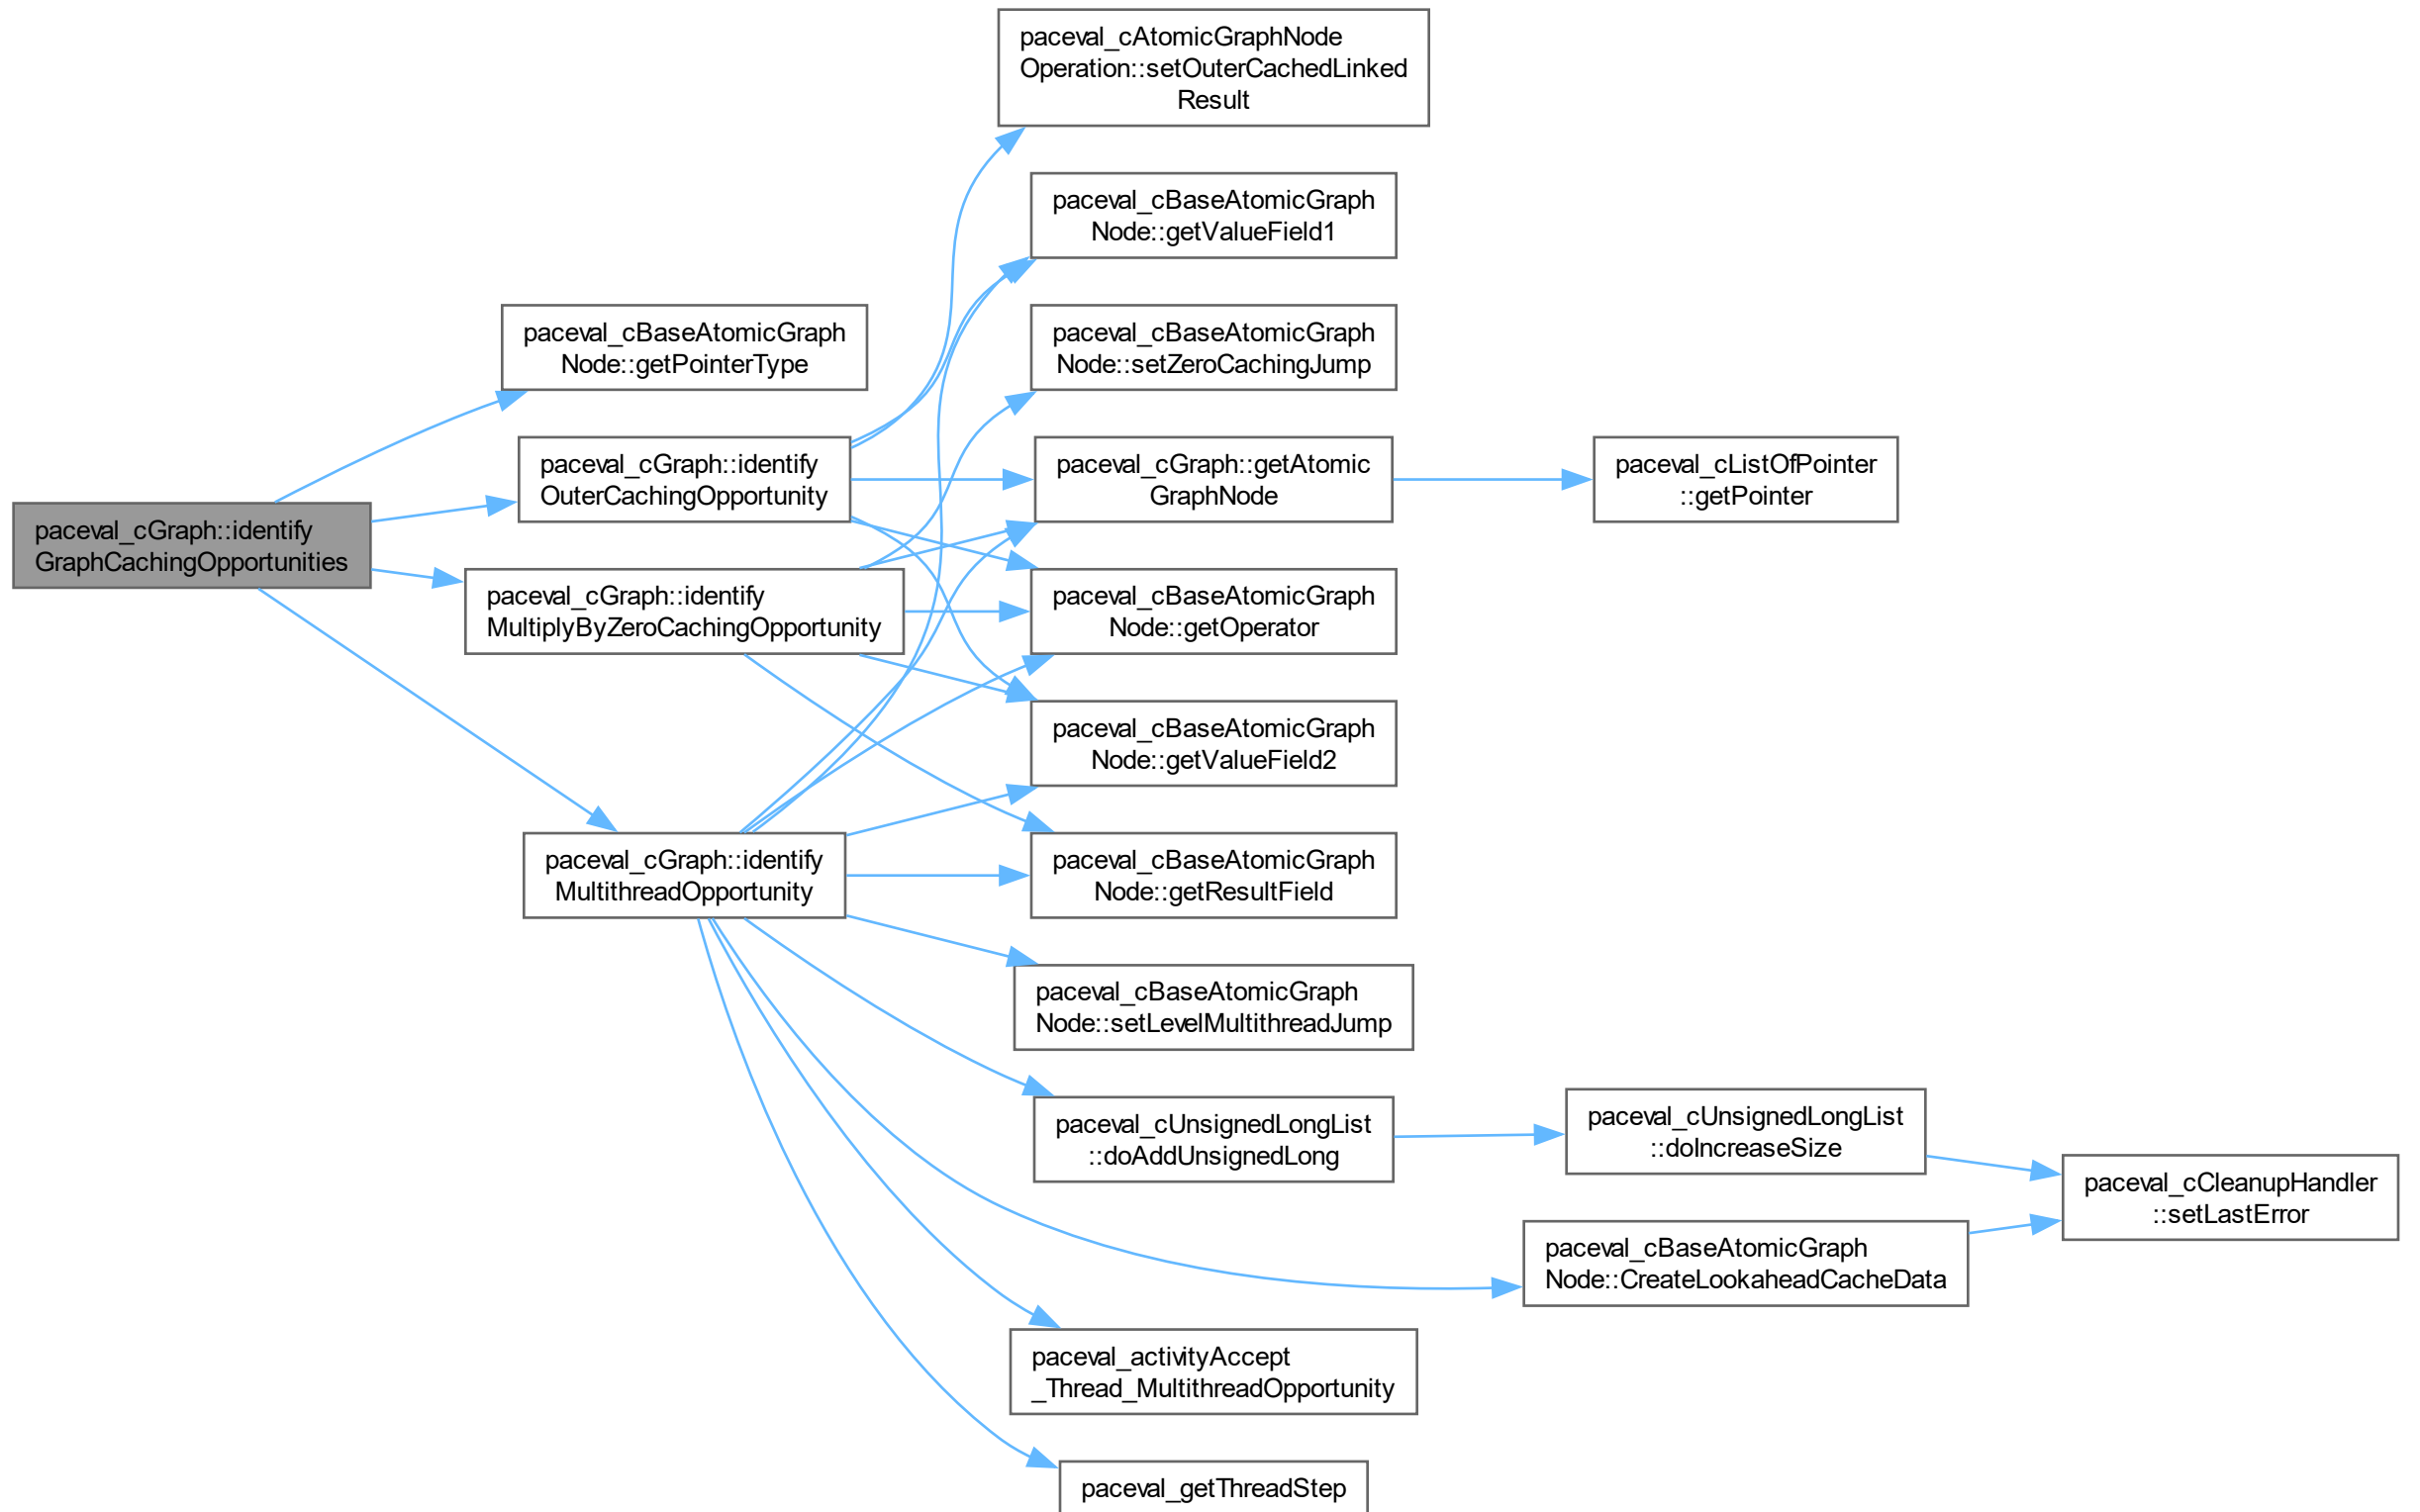 paceval_cGraph::identify
GraphCachingOpportunities
paceval_cBaseAtomicGraph
Node::getPointerType
paceval_cGraph::identify
OuterCachingOpportunity
paceval_cGraph::identify
MultiplyByZeroCachingOpportunity
paceval_cGraph::identify
MultithreadOpportunity
paceval_cAtomicGraphNode
Operation::setOuterCachedLinked
Result
paceval_cBaseAtomicGraph
Node::getValueField1
paceval_cBaseAtomicGraph
Node::setZeroCachingJump
paceval_cGraph::getAtomic
GraphNode
paceval_cBaseAtomicGraph
Node::getOperator
paceval_cBaseAtomicGraph
Node::getValueField2
paceval_cBaseAtomicGraph
Node::getResultField
paceval_cBaseAtomicGraph
Node::setLevelMultithreadJump
paceval_cUnsignedLongList
::doAddUnsignedLong
paceval_activityAccept
_Thread_MultithreadOpportunity
paceval_getThreadStep
paceval_cListOfPointer
::getPointer
paceval_cUnsignedLongList
::doIncreaseSize
paceval_cBaseAtomicGraph
Node::CreateLookaheadCacheData
paceval_cCleanupHandler
::setLastError